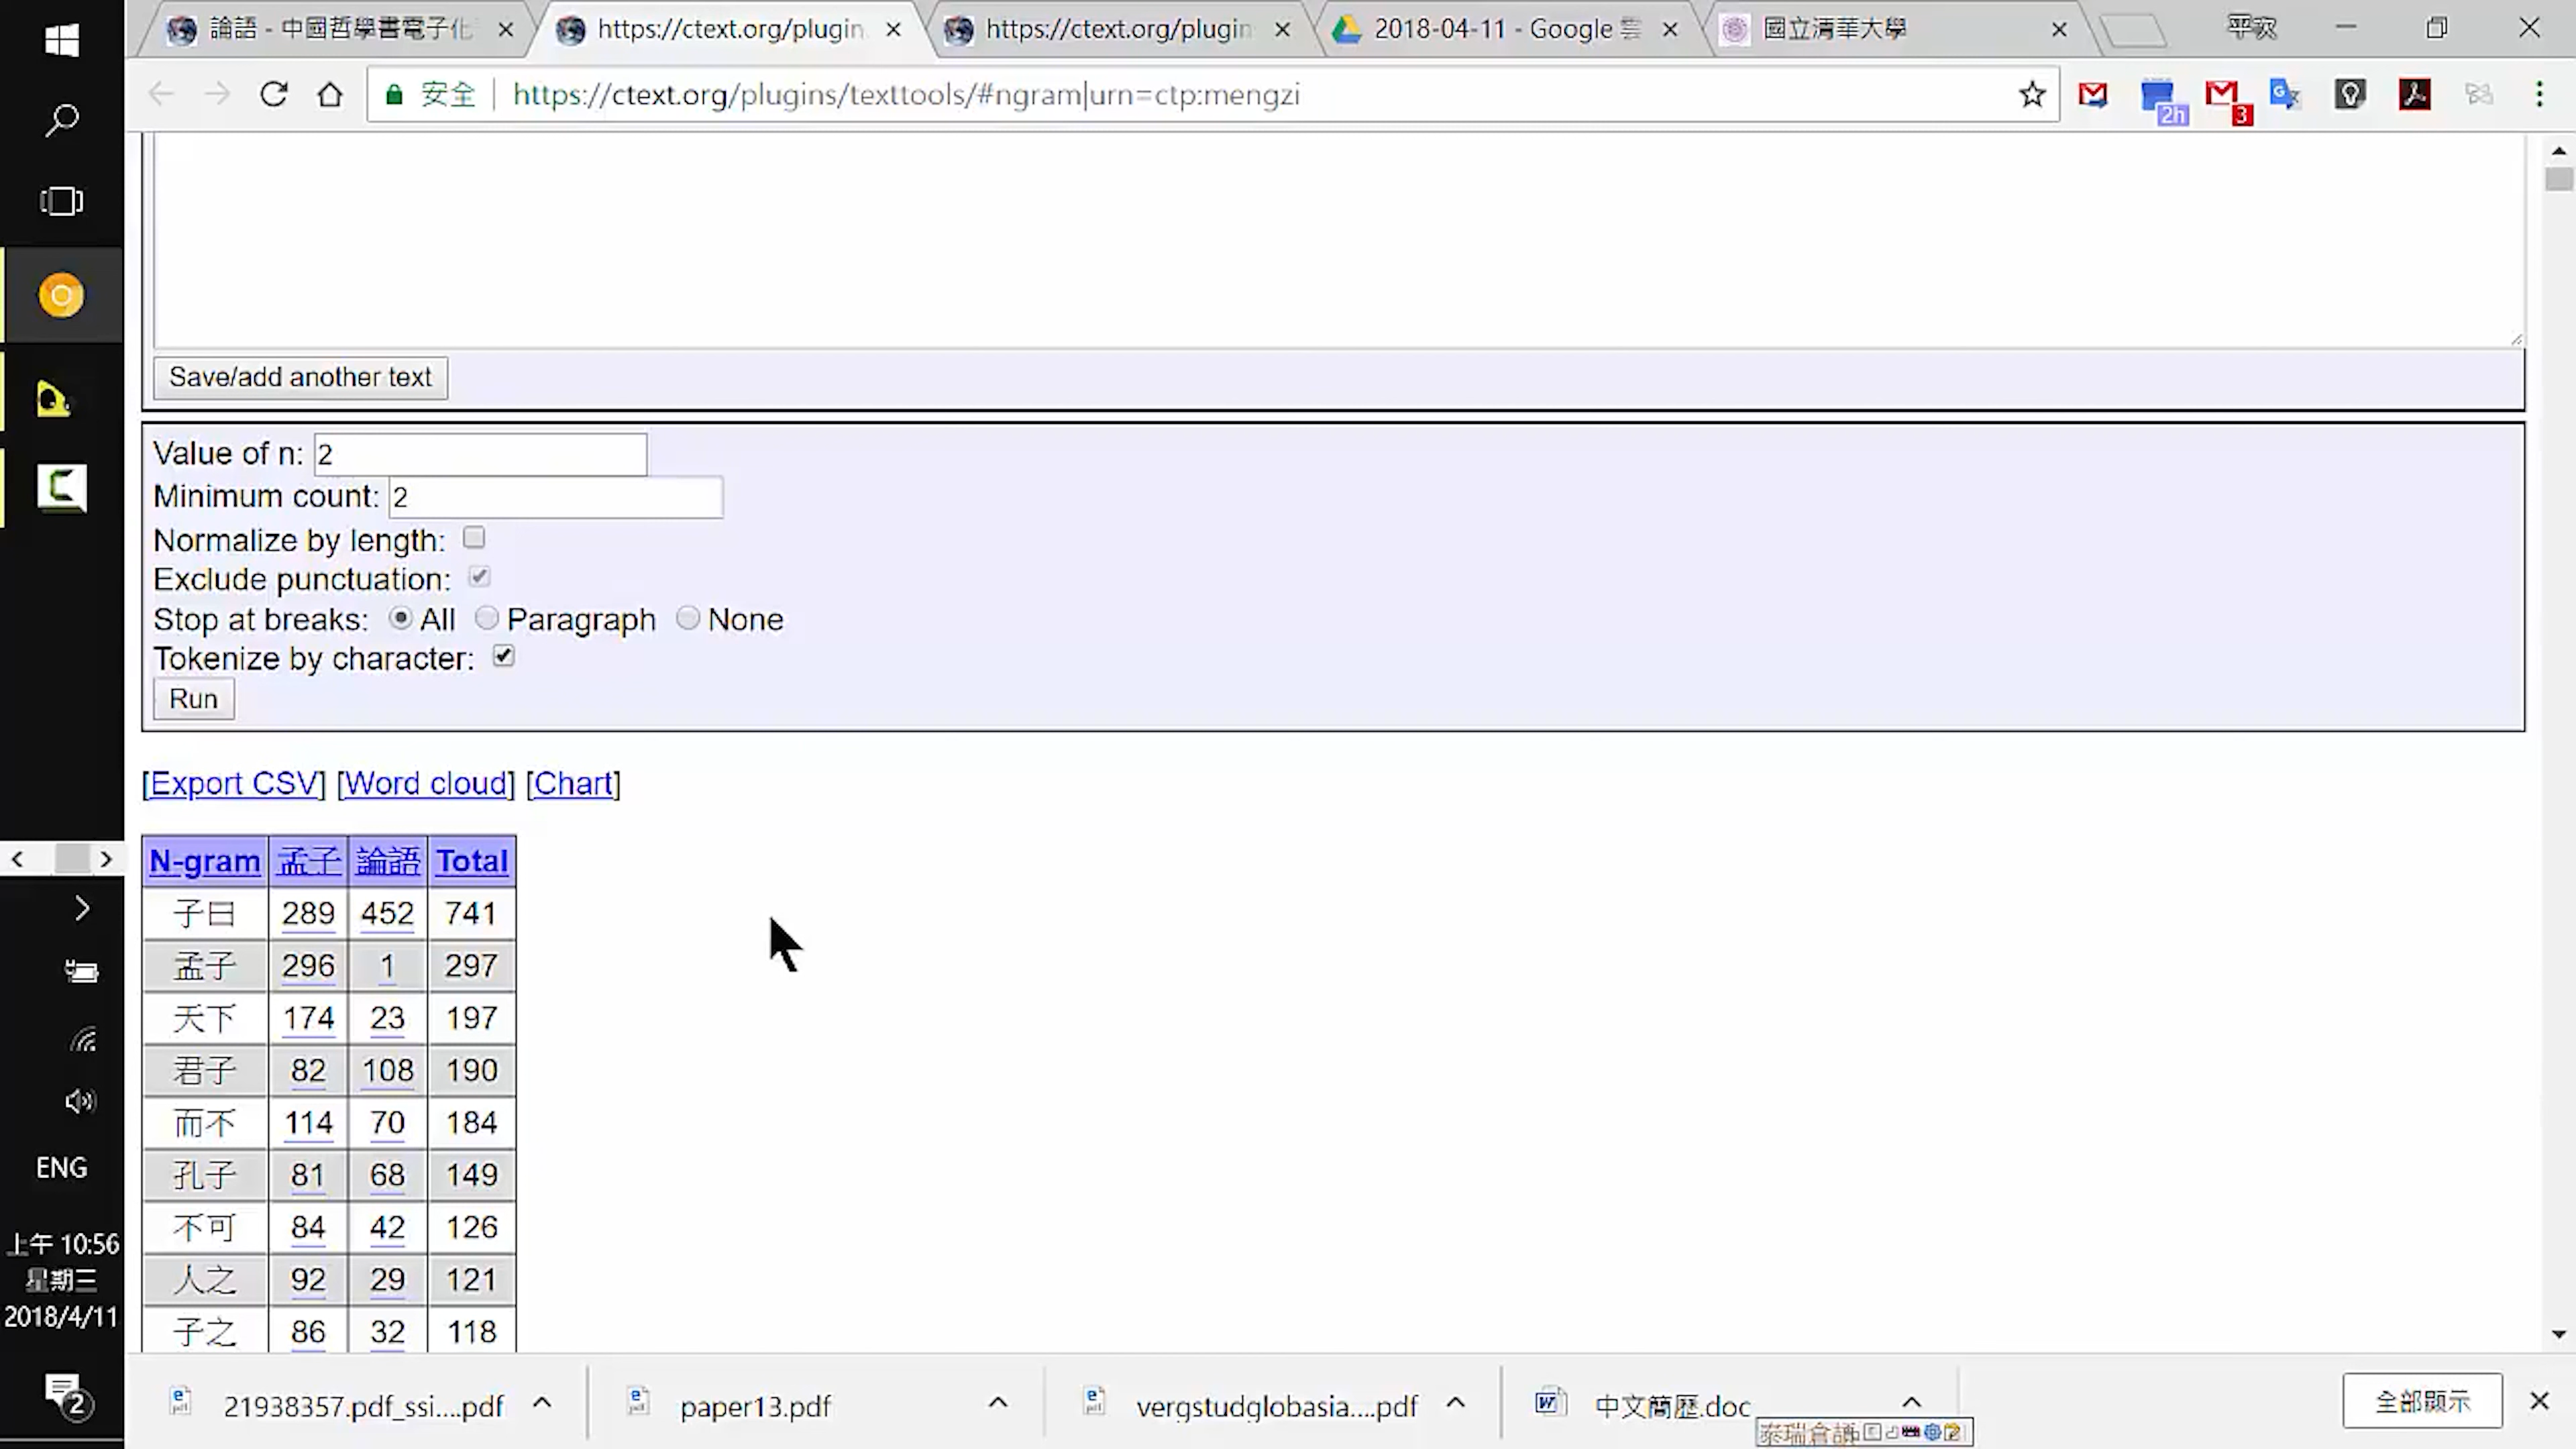 論語 - 中國哲學書電子化
https://ctext.org/plugin
https://ctext.org/plugin
2018-04-11 - Google 雲
國立清華大學
安全
https://ctext.org/plugins/texttools/#ngram|urn=ctp:mengzi
2h
3
Save/add another text
Value of n: 2
Minimum count: 2
Normalize by length:
Exclude punctuation:
Stop at breaks: All Paragraph None
Tokenize by character:
Run
[Export CSV] [Word cloud] [Chart]
N-gram 孟子 論語 Total
子曰 289 452 741
孟子 296 1 297
天下 174 23 197
君子 82 108 190
而不 114 70 184
孔子 81 68 149
不可 84 42 126
人之 92 29 121
子之 86 32 118
ENG
上午 10:56
星期三
2018/4/11
2
21938357.pdf_ssi....pdf
paper13.pdf
vergstudglobasia....pdf
中文簡歷.doc
全部顯示